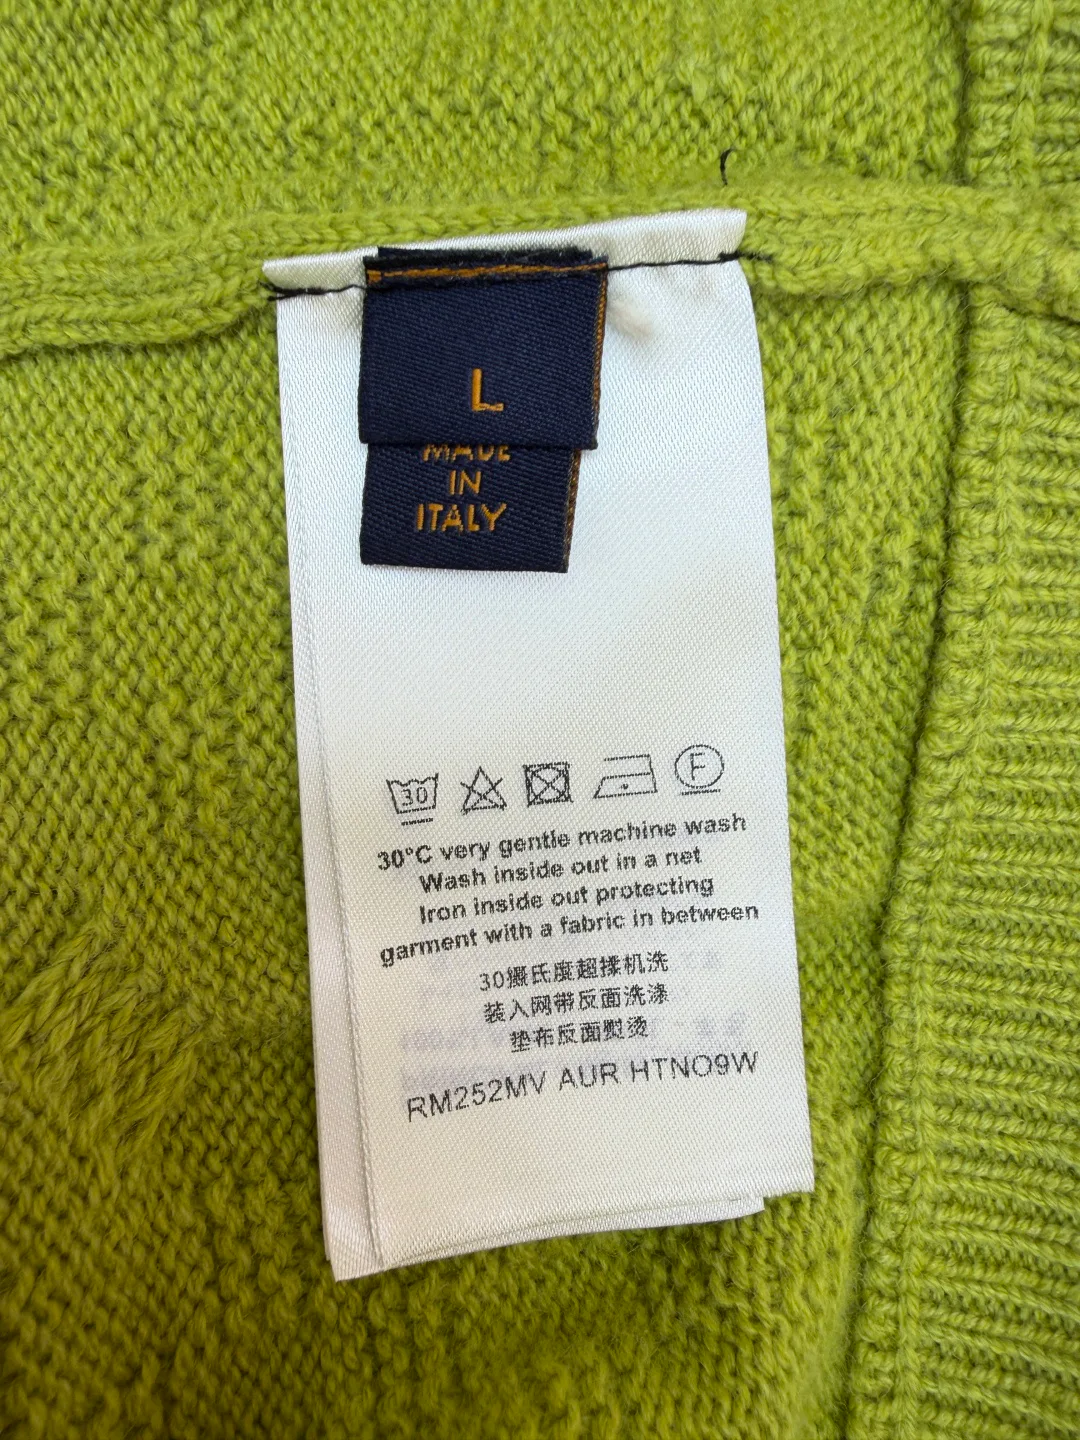 L
MADE
IN
ITALY
30
F
30°C very gentle machine wash
Wash inside out in a net
Iron inside out protecting
garment with a fabric in between
30摄氏度超揉机洗
装入网带反面洗涤
垫布反面熨烫
RM252MV AUR HTNO9W